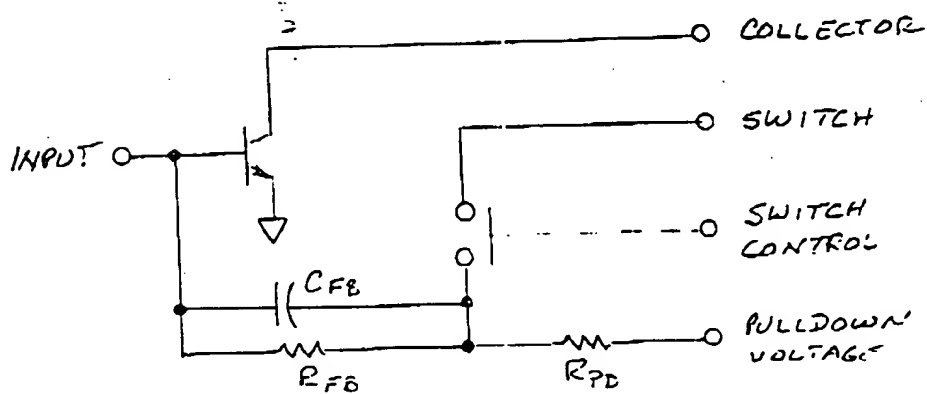 COLLECTOR
SWITCH
INPUT
SWITCH
CONTROL
CFB
PULLDOWN
VOLTAGE
RFB
RPD